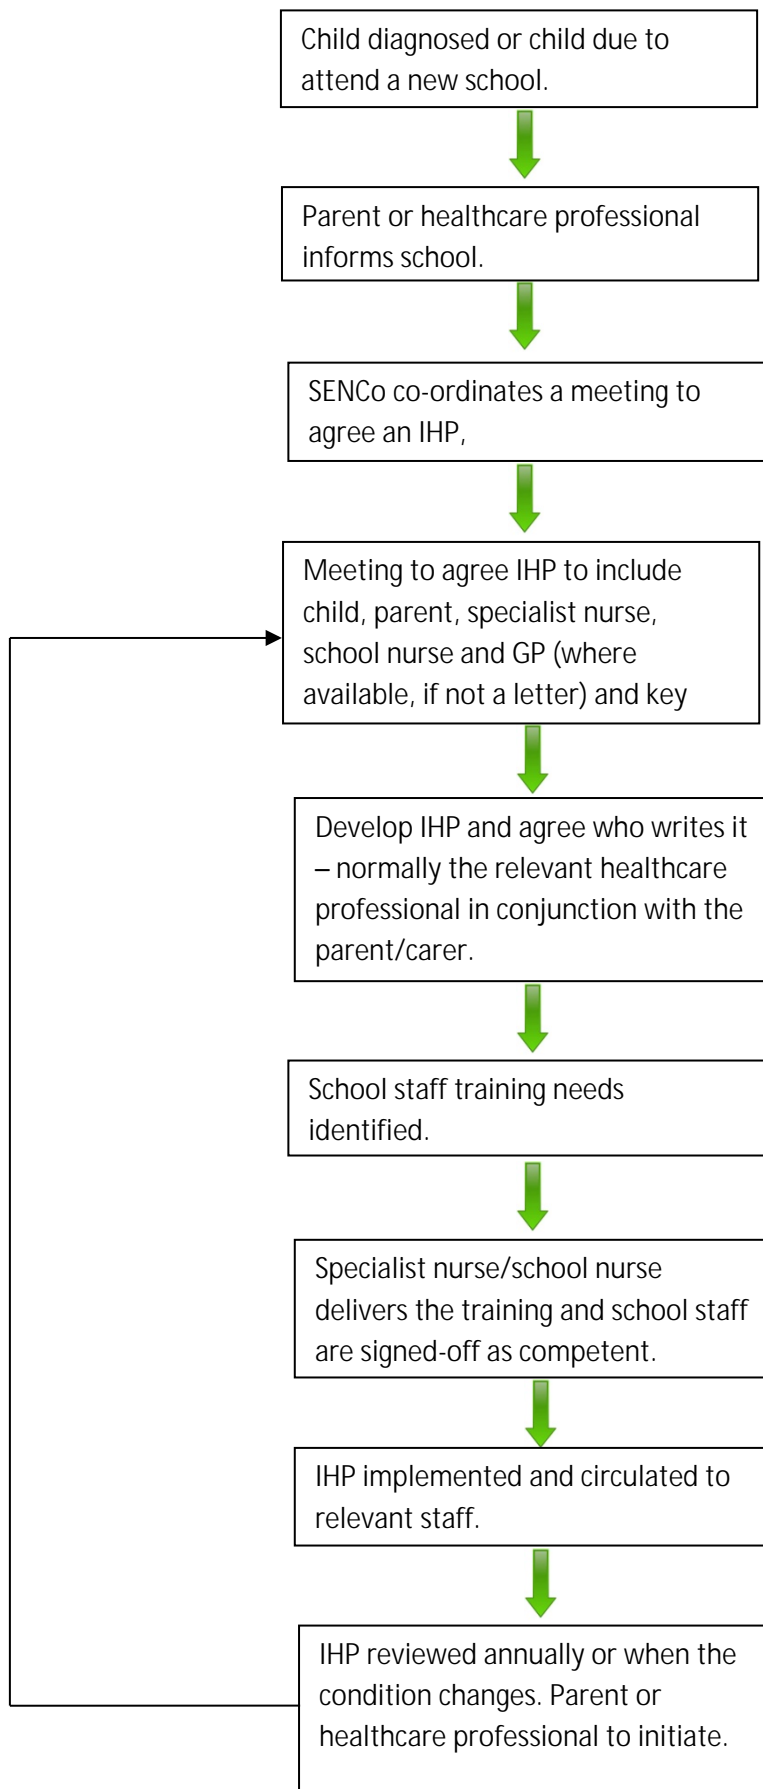 Child diagnosed or child due to
attend a new school.
Parent or healthcare professional
informs school.
SENCo co-ordinates a meeting to
agree an IHP,
Meeting to agree IHP to include
child, parent, specialist nurse,
school nurse and GP (where
available, if not a letter) and key
Develop IHP and agree who writes it
– normally the relevant healthcare
professional in conjunction with the
parent/carer.
School staff training needs
identified.
Specialist nurse/school nurse
delivers the training and school staff
are signed-off as competent.
IHP implemented and circulated to
relevant staff.
IHP reviewed annually or when the
condition changes. Parent or
healthcare professional to initiate.